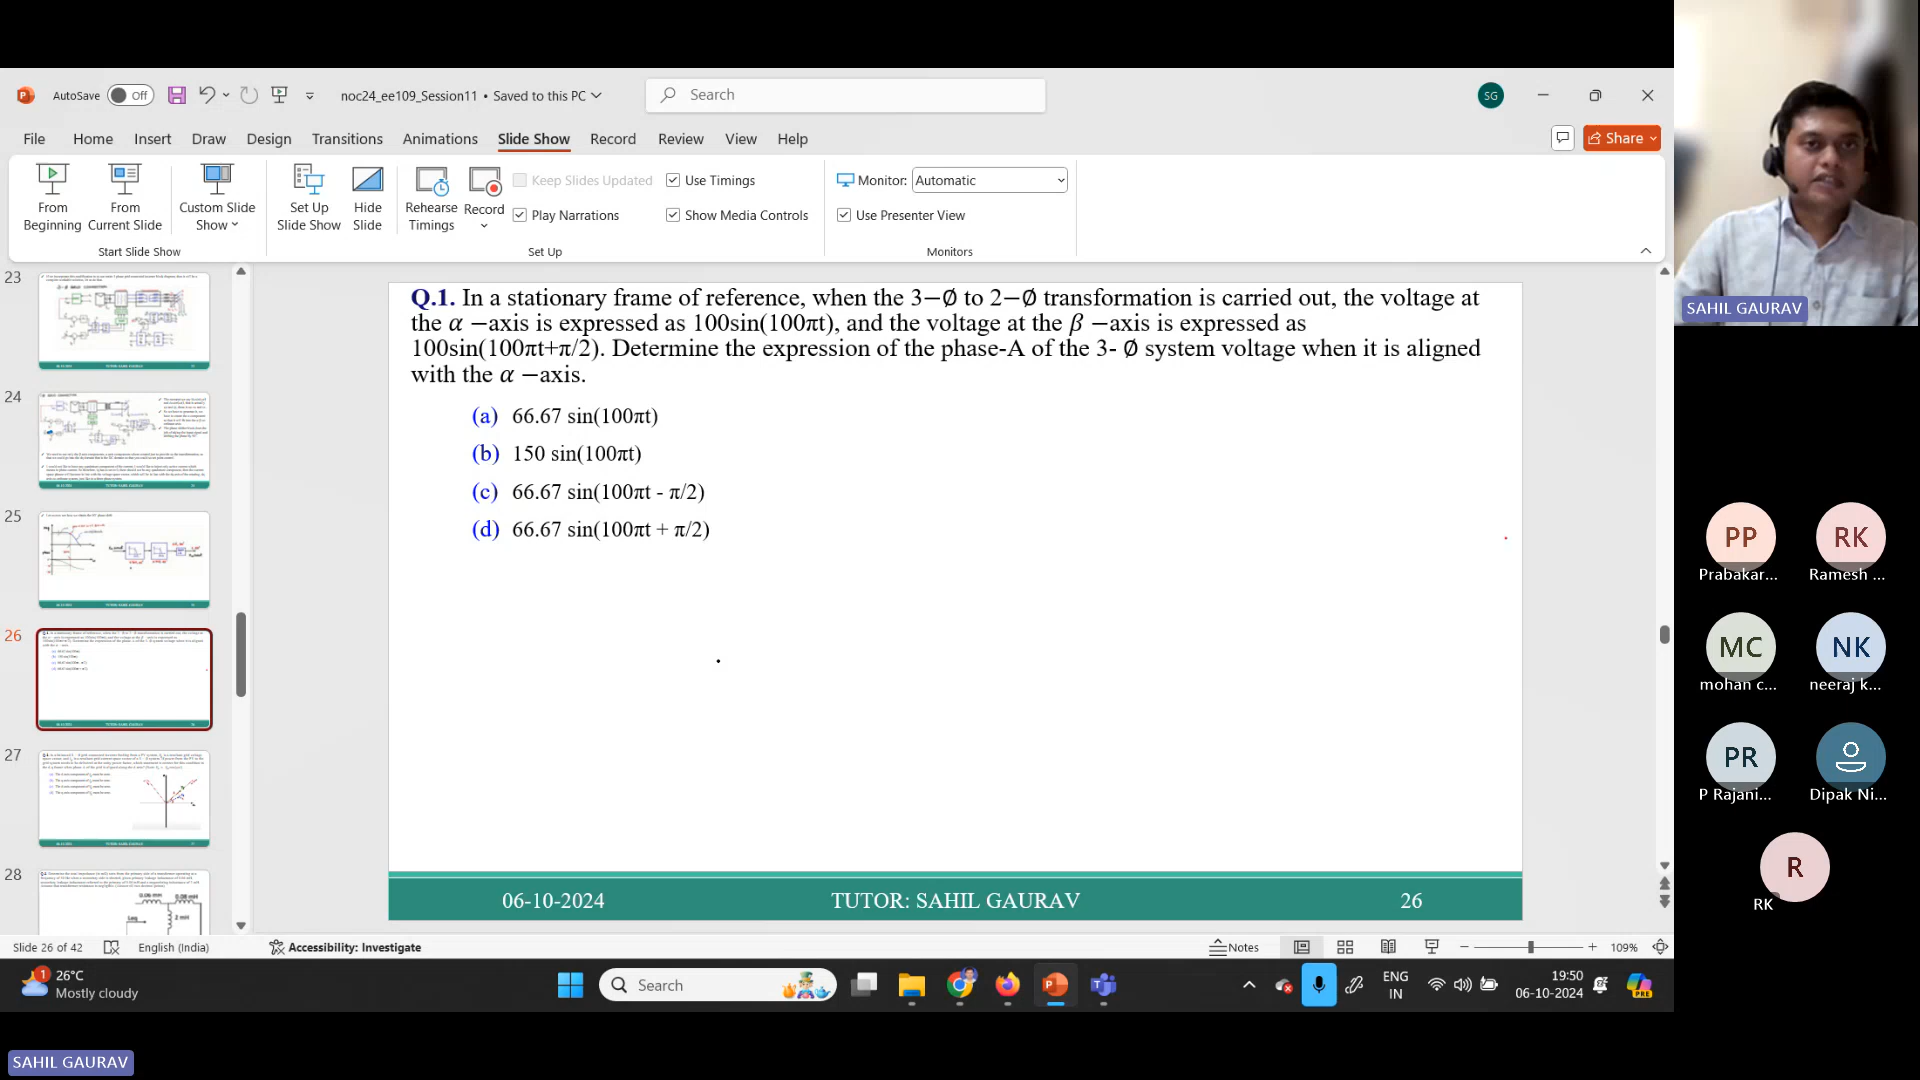 AutoSave Off noc24_ee109_Session11 • Saved to this PC Search SG
File Home Insert Draw Design Transitions Animations Slide Show Record Review View Help Share
From Beginning
From Current Slide
Custom Slide Show
Set Up Slide Show
Hide Slide
Rehearse Timings
Record
Keep Slides Updated
Use Timings
Play Narrations
Show Media Controls
Monitor: Automatic
Use Presenter View
Start Slide Show Set Up Monitors
23
24
25
26
27
28
Q.1. In a stationary frame of reference, when the 3−∅ to 2−∅ transformation is carried out, the voltage at
the α −axis is expressed as 100sin(100πt), and the voltage at the β −axis is expressed as
100sin(100πt+π/2). Determine the expression of the phase-A of the 3- ∅ system voltage when it is aligned
with the α −axis.
(a) 66.67 sin(100πt)
(b) 150 sin(100πt)
(c) 66.67 sin(100πt - π/2)
(d) 66.67 sin(100πt + π/2)
06-10-2024 TUTOR: SAHIL GAURAV 26
Slide 26 of 42 English (India) Accessibility: Investigate Notes 109%
1 26°C
Mostly cloudy
Search
ENG
IN
19:50
06-10-2024
PRE
SAHIL GAURAV
PP RK
Prabakar... Ramesh ...
MC NK
mohan c... neeraj k...
PR
P Rajani... Dipak Ni...
R
RK
SAHIL GAURAV